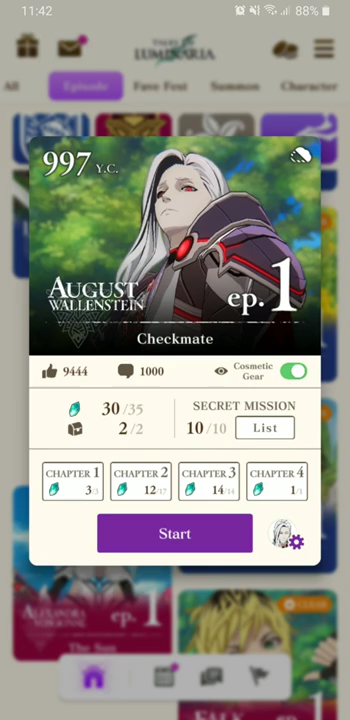 11:42
88%
TALES OF
LUMINARIA
All
Episode
Fave Fest
Summon
Character
997 Y.C.
AUGUST
WALLENSTEIN
ep.1
Checkmate
9444
1000
Cosmetic
Gear
30/35
2/2
SECRET MISSION
10/10
List
CHAPTER 1
3/3
CHAPTER 2
12/17
CHAPTER 3
14/14
CHAPTER 4
1/1
Start
ep.1
CLEAR
The Sun